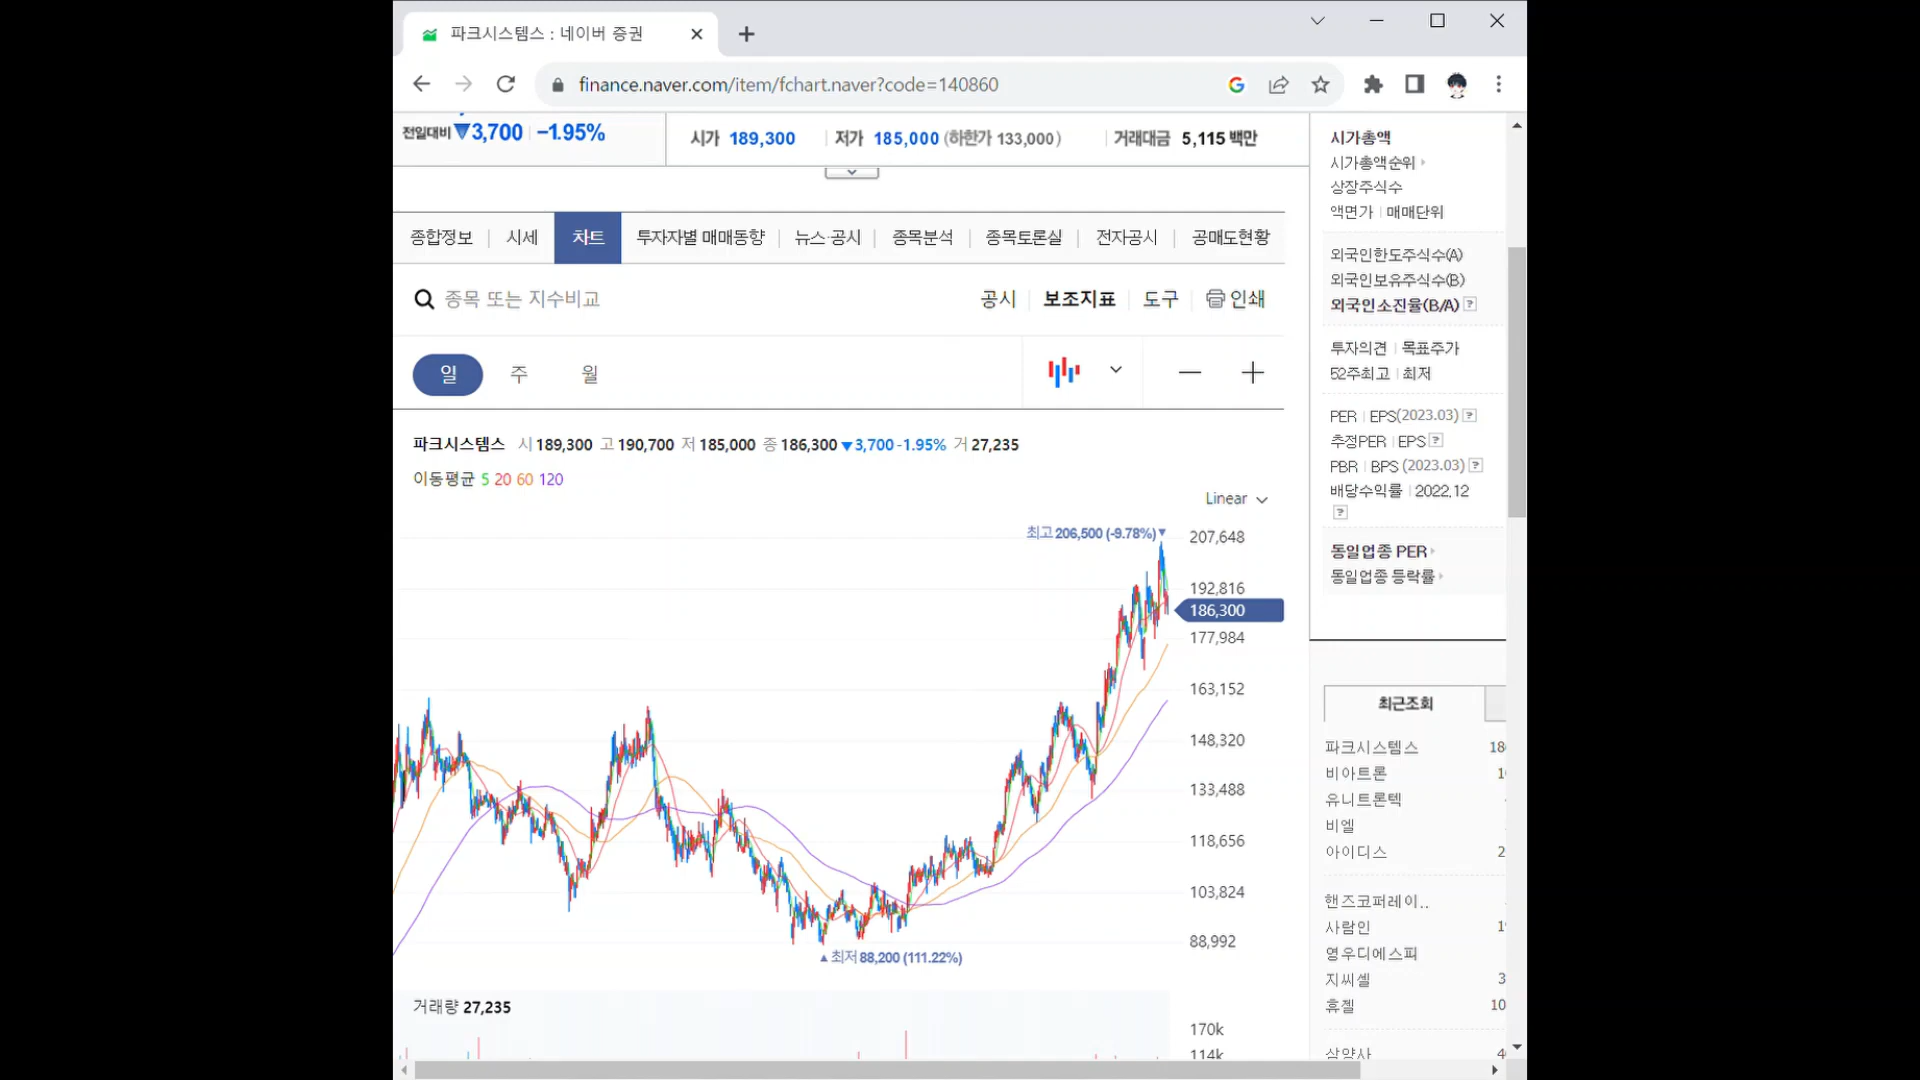 파크시스템스 : 네이버 증권
finance.naver.com/item/fchart.naver?code=140860
전일대비 ▼3,700 −1.95%
시가 189,300 저가 185,000 (하한가 133,000) 거래대금 5,115 백만
종합정보 시세 차트 투자자별 매매동향 뉴스·공시 종목분석 종목토론실 전자공시 공매도현황
종목 또는 지수비교 공시 보조지표 도구 인쇄
일 주 월
파크시스템스 시 189,300 고 190,700 저 185,000 종 186,300 ▼3,700 -1.95% 거 27,235
이동평균 5 20 60 120
Linear
최고 206,500 (-9.78%)▼
207,648
192,816
186,300
177,984
163,152
148,320
133,488
118,656
103,824
88,992
▲최저 88,200 (111.22%)
거래량 27,235
170k
114k
시가총액
시가총액순위
상장주식수
액면가 매매단위
외국인한도주식수(A)
외국인보유주식수(B)
외국인소진율(B/A) ?
투자의견 목표주가
52주최고 최저
PER EPS(2023.03) ?
추정PER EPS ?
PBR BPS (2023.03) ?
배당수익률 2022.12
?
동일업종 PER
동일업종 등락률
최근조회
파크시스템스 18
비아트론 1
유니트론텍
비엘
아이디스 2
핸즈코퍼레이..
사람인 1
영우디에스피
지씨셀 3
휴젤 10
삼양사 4